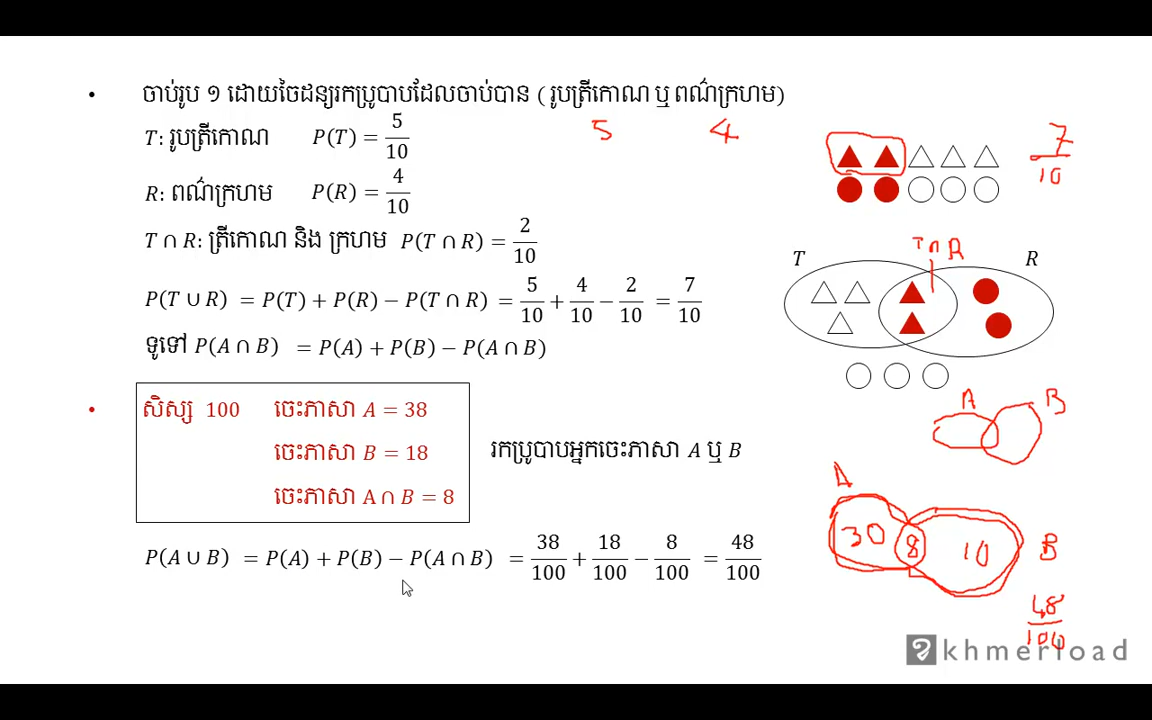 • ចាប់រូប ១ ដោយចៃដន្យរកប្រូបាបដែលចាប់បាន ( រូបត្រីកោណ ឬ ពណ៌ក្រហម)
T: រូបត្រីកោណ P(T) = 5/10
5 4
7/10
R: ពណ៌ក្រហម P(R) = 4/10
T ∩ R: ត្រីកោណ និង ក្រហម P(T ∩ R) = 2/10
T ∩ R
T R
P(T ∪ R) = P(T) + P(R) − P(T ∩ R) = 5/10 + 4/10 − 2/10 = 7/10
ទូទៅ P(A ∩ B) = P(A) + P(B) − P(A ∩ B)
• សិស្ស 100 ចេះភាសា A = 38
ចេះភាសា B = 18
ចេះភាសា A ∩ B = 8
រកប្រូបាបអ្នកចេះភាសា A ឬ B
A B
A
30 8 10 B
P(A ∪ B) = P(A) + P(B) − P(A ∩ B) = 38/100 + 18/100 − 8/100 = 48/100
48/100
khmerload